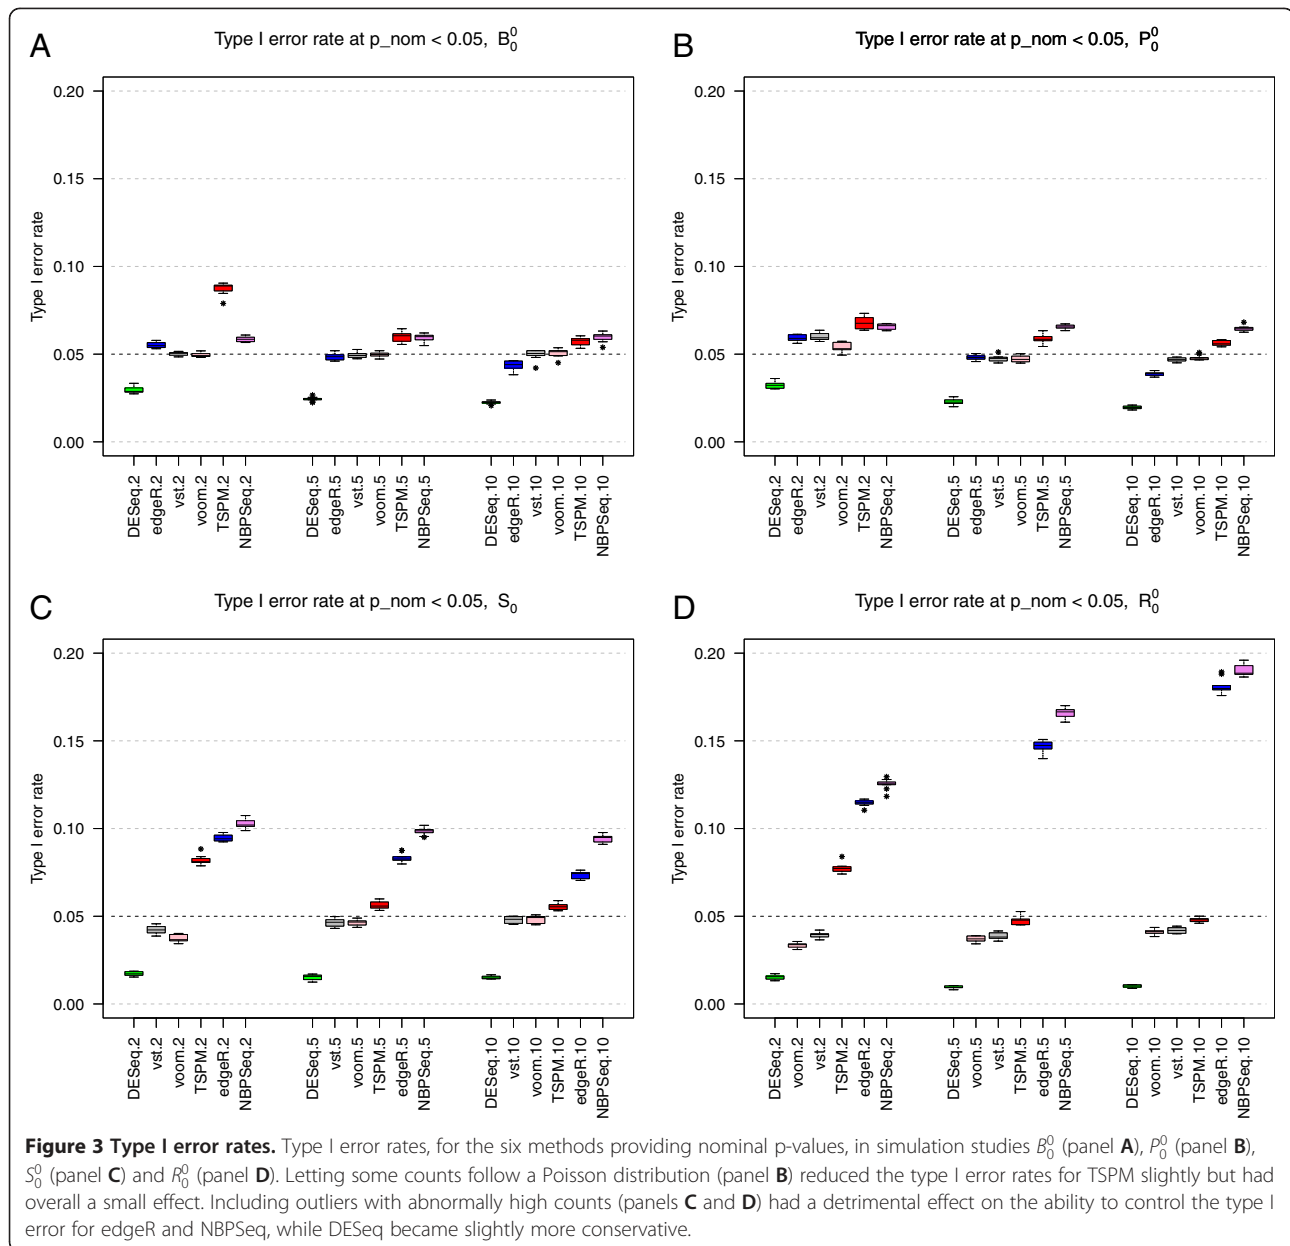 A
Type I error rate at p_nom < 0.05, B₀⁰
Type I error rate
0.20
0.15
0.10
0.05
0.00
DESeq.2
edgeR.2
vst.2
voom.2
TSPM.2
NBPSeq.2
DESeq.5
edgeR.5
vst.5
voom.5
TSPM.5
NBPSeq.5
DESeq.10
edgeR.10
vst.10
voom.10
TSPM.10
NBPSeq.10
B
Type I error rate at p_nom < 0.05, P₀⁰
Type I error rate
0.20
0.15
0.10
0.05
0.00
DESeq.2
edgeR.2
vst.2
voom.2
TSPM.2
NBPSeq.2
DESeq.5
edgeR.5
vst.5
voom.5
TSPM.5
NBPSeq.5
DESeq.10
edgeR.10
vst.10
voom.10
TSPM.10
NBPSeq.10
C
Type I error rate at p_nom < 0.05, S₀
Type I error rate
0.20
0.15
0.10
0.05
0.00
DESeq.2
vst.2
voom.2
TSPM.2
edgeR.2
NBPSeq.2
DESeq.5
vst.5
voom.5
TSPM.5
edgeR.5
NBPSeq.5
DESeq.10
vst.10
voom.10
TSPM.10
edgeR.10
NBPSeq.10
D
Type I error rate at p_nom < 0.05, R₀⁰
Type I error rate
0.20
0.15
0.10
0.05
0.00
DESeq.2
voom.2
vst.2
TSPM.2
edgeR.2
NBPSeq.2
DESeq.5
voom.5
vst.5
TSPM.5
edgeR.5
NBPSeq.5
DESeq.10
voom.10
vst.10
TSPM.10
edgeR.10
NBPSeq.10
Figure 3 Type I error rates. Type I error rates, for the six methods providing nominal p-values, in simulation studies B₀⁰ (panel A), P₀⁰ (panel B),
S₀⁰ (panel C) and R₀⁰ (panel D). Letting some counts follow a Poisson distribution (panel B) reduced the type I error rates for TSPM slightly but had
overall a small effect. Including outliers with abnormally high counts (panels C and D) had a detrimental effect on the ability to control the type I
error for edgeR and NBPSeq, while DESeq became slightly more conservative.